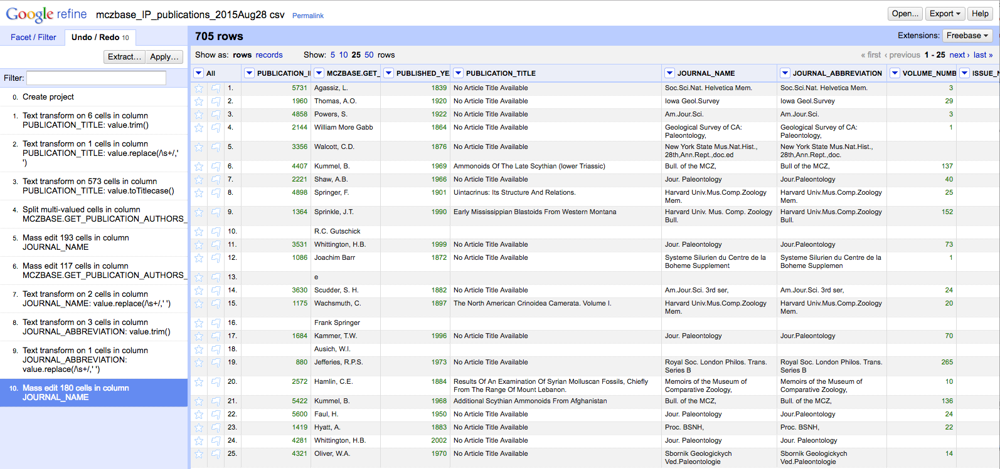 Google refine mczbase_IP_publications_2015Aug28 csv Permalink Open... Export Help
Facet / Filter Undo / Redo 10
705 rows Extensions: Freebase
Extract... Apply...
Show as: rows records Show: 5 10 25 50 rows « first ‹ previous 1 - 25 next › last »
Filter:
0. Create project
1. Text transform on 6 cells in column
PUBLICATION_TITLE: value.trim()
2. Text transform on 1 cells in column
PUBLICATION_TITLE: value.replace(/\s+/,'
')
3. Text transform on 573 cells in column
PUBLICATION_TITLE: value.toTitlecase()
4. Split multi-valued cells in column
MCZBASE.GET_PUBLICATION_AUTHORS_
5. Mass edit 193 cells in column
JOURNAL_NAME
6. Mass edit 117 cells in column
MCZBASE.GET_PUBLICATION_AUTHORS_
7. Text transform on 2 cells in column
JOURNAL_NAME: value.replace(/\s+/,' ')
8. Text transform on 3 cells in column
JOURNAL_ABBREVIATION: value.trim()
9. Text transform on 1 cells in column
JOURNAL_ABBREVIATION:
value.replace(/\s+/,' ')
10. Mass edit 180 cells in column
JOURNAL_NAME
All PUBLICATION_I MCZBASE.GET_ PUBLISHED_YE PUBLICATION_TITLE JOURNAL_NAME JOURNAL_ABBREVIATION VOLUME_NUMB ISSUE_N
1. 5731 Agassiz, L. 1839 No Article Title Available Soc.Sci.Nat. Helvetica Mem. Soc.Sci.Nat. Helvetica Mem. 3
2. 1960 Thomas, A.O. 1920 No Article Title Available Iowa Geol.Survey Iowa Geol.Survey 29
3. 4858 Powers, S. 1922 No Article Title Available Am.Jour.Sci. Am.Jour.Sci. 3
4. 2144 William More Gabb 1864 No Article Title Available Geological Survey of CA: Geological Survey of CA: 1
Paleontology, Paleontology,
5. 3356 Walcott, C.D. 1876 No Article Title Available New York State Mus.Nat.Hist., New York State Mus.Nat.Hist.,
28th,Ann.Rept.,doc.ed 28th,Ann.Rept.,doc.
6. 4407 Kummel, B. 1969 Ammonoids Of The Late Scythian (lower Triassic) Bull. of the MCZ, Bull of the MCZ, 137
7. 2221 Shaw, A.B. 1966 No Article Title Available Jour. Paleontology Jour.Paleontology 40
8. 4898 Springer, F. 1901 Uintacrinus: Its Structure And Relations. Harvard Univ.Mus.Comp.Zoology Harvard Univ.Mus.Comp.Zoology 25
Mem. Mem.
9. 1364 Sprinkle, J.T. 1990 Early Mississippian Blastoids From Western Montana Harvard Univ. Mus. Comp. Zoology Harvard Univ.Mus.Comp.Zoology 152
Bull. Bull.
10. R.C. Gutschick
11. 3531 Whittington, H.B. 1999 No Article Title Available Jour. Paleontology Jour.Paleontology 73
12. 1086 Joachim Barr 1872 No Article Title Available Systeme Silurien du Centre de la Systeme Silurien du Centre de la 1
Boheme Supplement Boheme Supplemen
13. e
14. 3630 Scudder, S. H. 1882 No Article Title Available Am.Jour.Sci. 3rd ser, Am.Jour.Sci. 3rd ser, 24
15. 1175 Wachsmuth, C. 1897 The North American Crinoidea Camerata. Volume I. Harvard Univ.Mus.Comp.Zoology Harvard Univ.Mus.Comp.Zoology 20
Mem. Mem.
16. Frank Springer
17. 1684 Kammer, T.W. 1996 No Article Title Available Jour. Paleontology Jour.Paleontology 70
18. Ausich, W.I.
19. 880 Jefferies, R.P.S. 1973 No Article Title Available Royal Soc. London Philos. Trans. Royal Soc. London Philos. Trans. 265
Series B Series B
20. 2572 Hamlin, C.E. 1884 Results Of An Examination Of Syrian Molluscan Fossils, Chiefly Memoirs of the Museum of Memoirs of the Museum of 10
From The Range Of Mount Lebanon. Comparative Zoology, Comparative Zoology,
21. 5422 Kummel, B. 1968 Additional Scythian Ammonoids From Afghanistan Bull. of the MCZ, Bull. of the MCZ, 136
22. 5600 Faul, H. 1950 No Article Title Available Jour. Paleontology Jour.Paleontology 24
23. 1419 Hyatt, A. 1883 No Article Title Available Proc. BSNH, Proc. BSNH, 22
24. 4281 Whittington, H.B. 2002 No Article Title Available Jour. Paleontology Jour. Paleontology
25. 4321 Oliver, W.A. 1970 No Article Title Available Sbornik Geologickych Sbornik Geologickych 14
Ved.Paleontologie Ved.Paleontologie